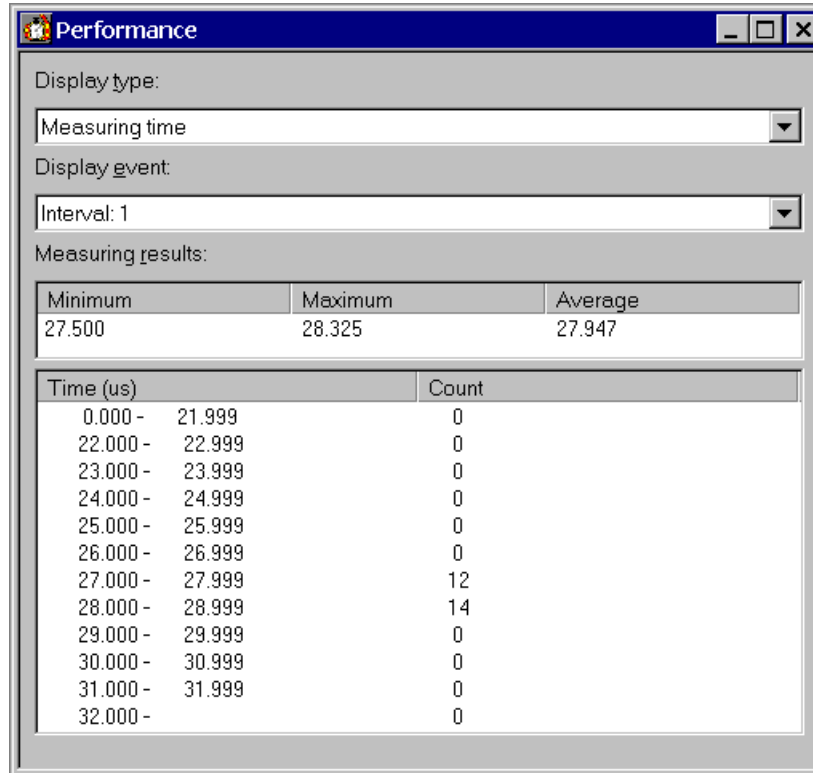 Performance
Display type:
Measuring time
Display event:
Interval: 1
Measuring results:
Minimum Maximum Average
27.500 28.325 27.947
Time (us) Count
0.000 - 21.999 0
22.000 - 22.999 0
23.000 - 23.999 0
24.000 - 24.999 0
25.000 - 25.999 0
26.000 - 26.999 0
27.000 - 27.999 12
28.000 - 28.999 14
29.000 - 29.999 0
30.000 - 30.999 0
31.000 - 31.999 0
32.000 - 0